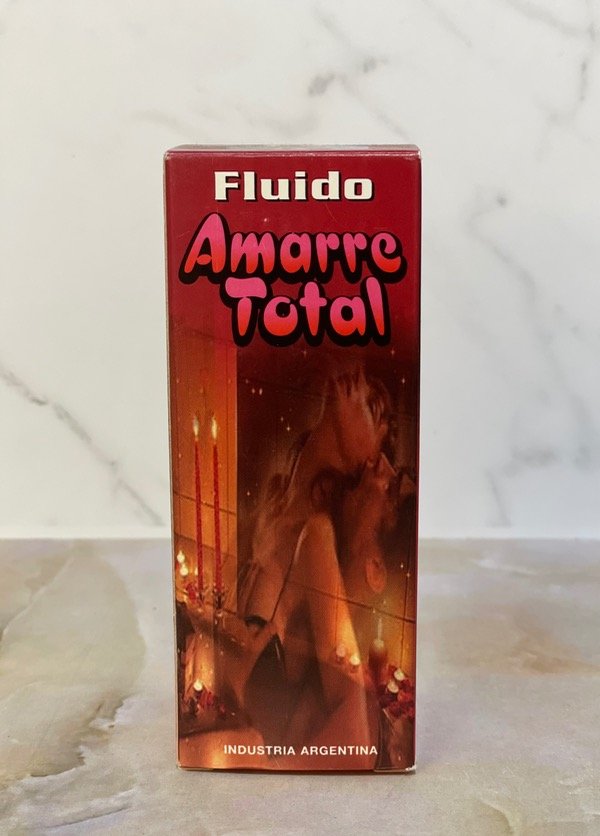 Fluido
Amarre
Total
INDUSTRIA ARGENTINA